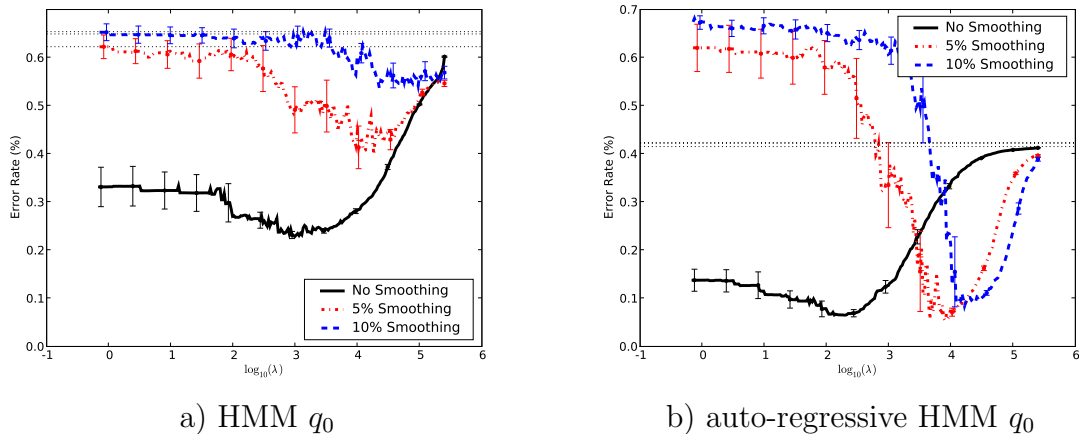 0.7
0.6
0.5
0.4
0.3
0.2
0.1
0.0
Error Rate (%)
-1 0 1 2 3 4 5 6
log₁₀(λ)
No Smoothing
5% Smoothing
10% Smoothing
a) HMM q₀
0.7
0.6
0.5
0.4
0.3
0.2
0.1
0.0
Error Rate (%)
-1 0 1 2 3 4 5 6
log₁₀(λ)
No Smoothing
5% Smoothing
10% Smoothing
b) auto-regressive HMM q₀